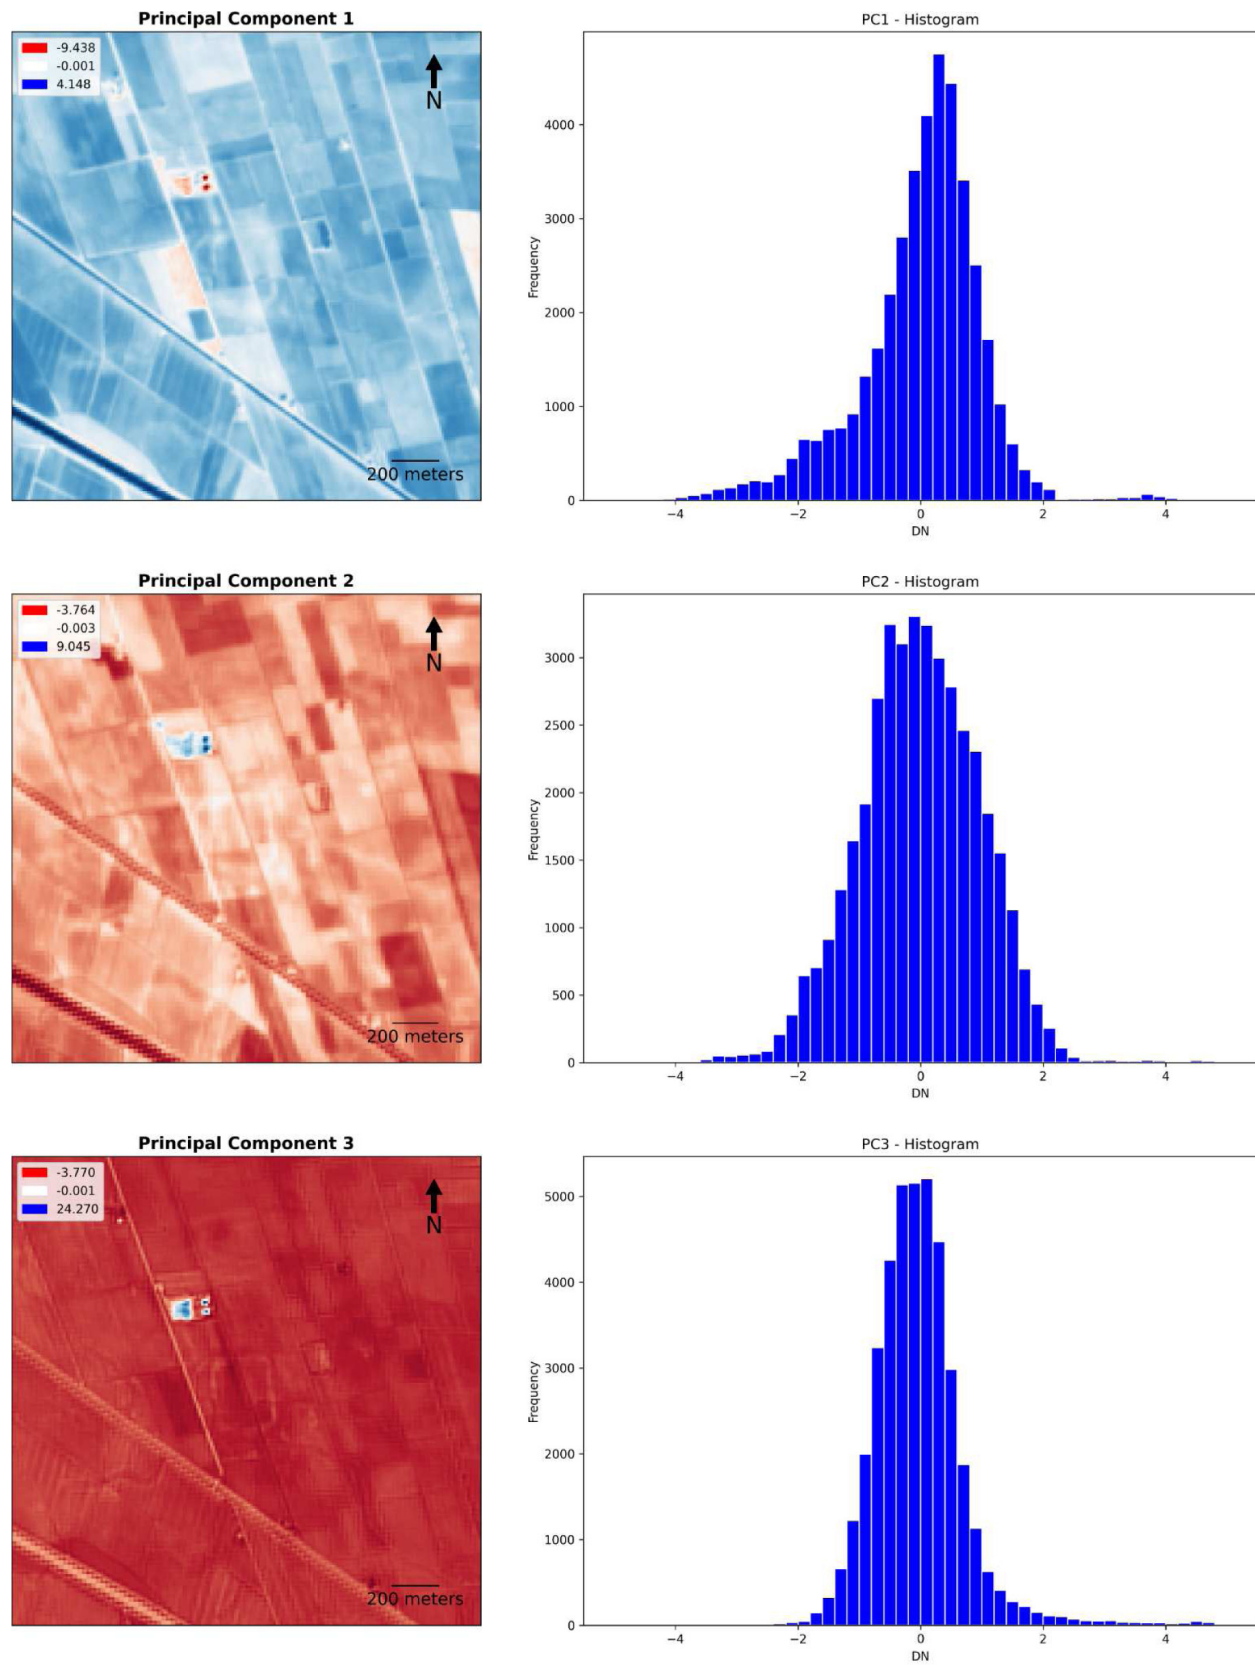 Principal Component 1
-9.438
-0.001
4.148
N
200 meters
PC1 - Histogram
Frequency
4000
3000
2000
1000
0
−4 −2 0 2 4
DN
Principal Component 2
-3.764
-0.003
9.045
N
200 meters
PC2 - Histogram
Frequency
3000
2500
2000
1500
1000
500
0
−4 −2 0 2 4
DN
Principal Component 3
-3.770
-0.001
24.270
N
200 meters
PC3 - Histogram
Frequency
5000
4000
3000
2000
1000
0
−4 −2 0 2 4
DN